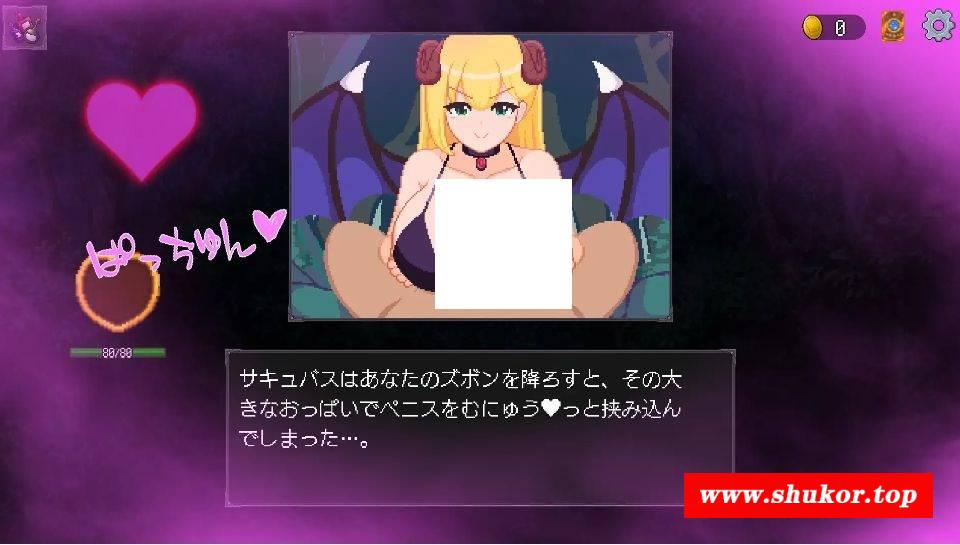 0
ぱっちゅん♥
80/80
サキュバスはあなたのズボンを降ろすと、その大
きなおっぱいでペニスをむにゅう♥っと挟み込ん
でしまった…。
www.shukor.top